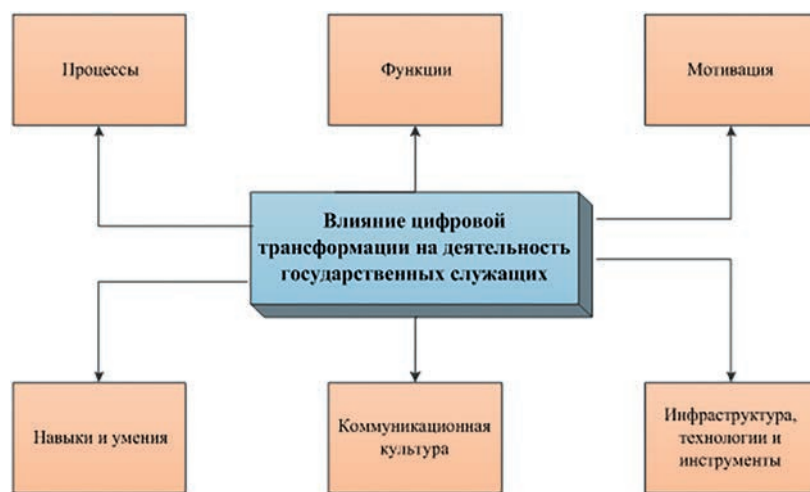 Процессы
Функции
Мотивация
Влияние цифровой
трансформации на деятельность
государственных служащих
Навыки и умения
Коммуникационная
культура
Инфраструктура,
технологии и
инструменты